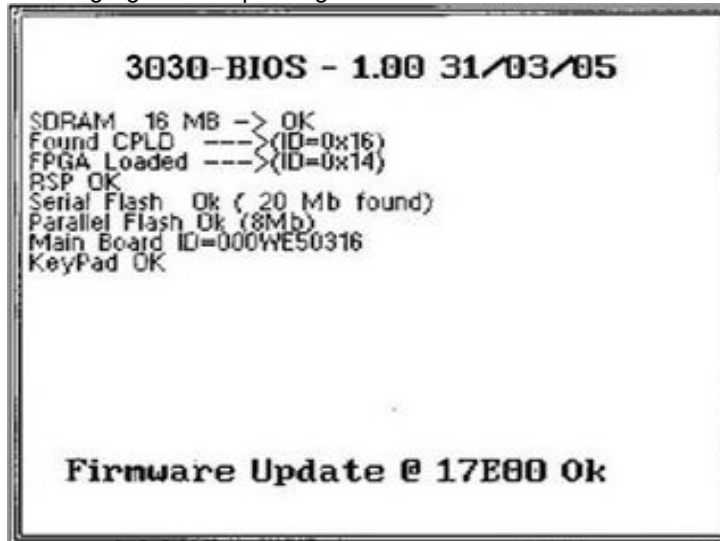 3030-BIOS - 1.00 31/03/05
SDRAM 16 MB -> OK
Found CPLD --->(ID=0x16)
FPGA Loaded --->(ID=0x14)
RSP OK
Serial Flash Ok ( 20 Mb found)
Parallel Flash Ok (8Mb)
Main Board ID=000WE50316
KeyPad OK
Firmware Update @ 17E80 Ok